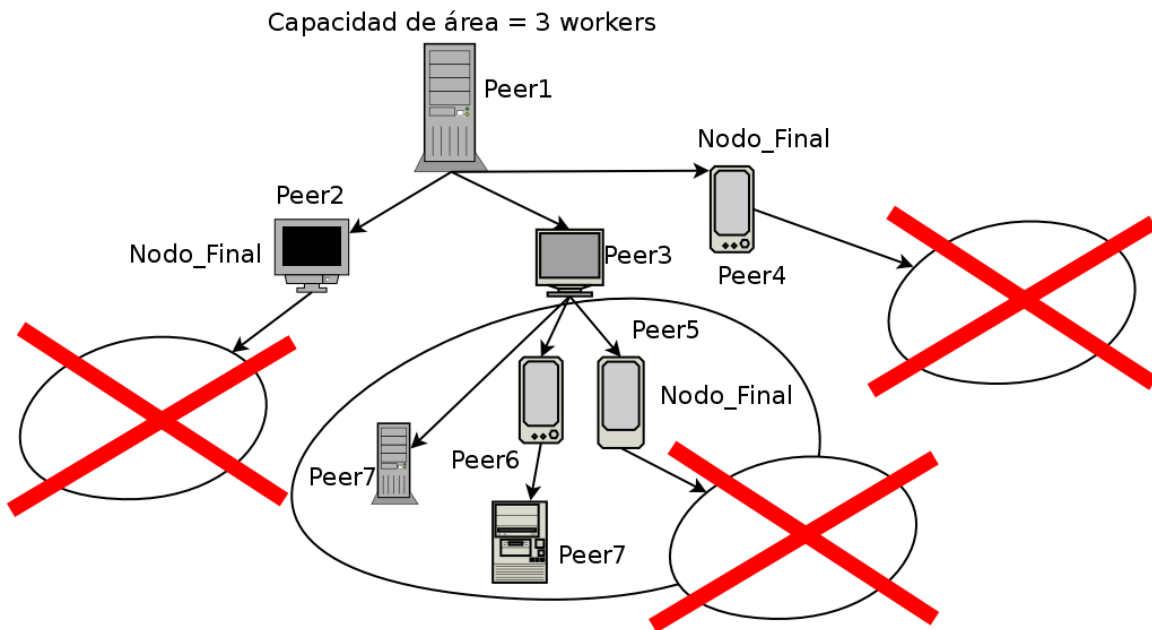 Capacidad de área = 3 workers
Peer1
Nodo_Final
Peer2
Nodo_Final
Peer3
Peer4
Peer5
Nodo_Final
Peer6
Peer7
Peer7